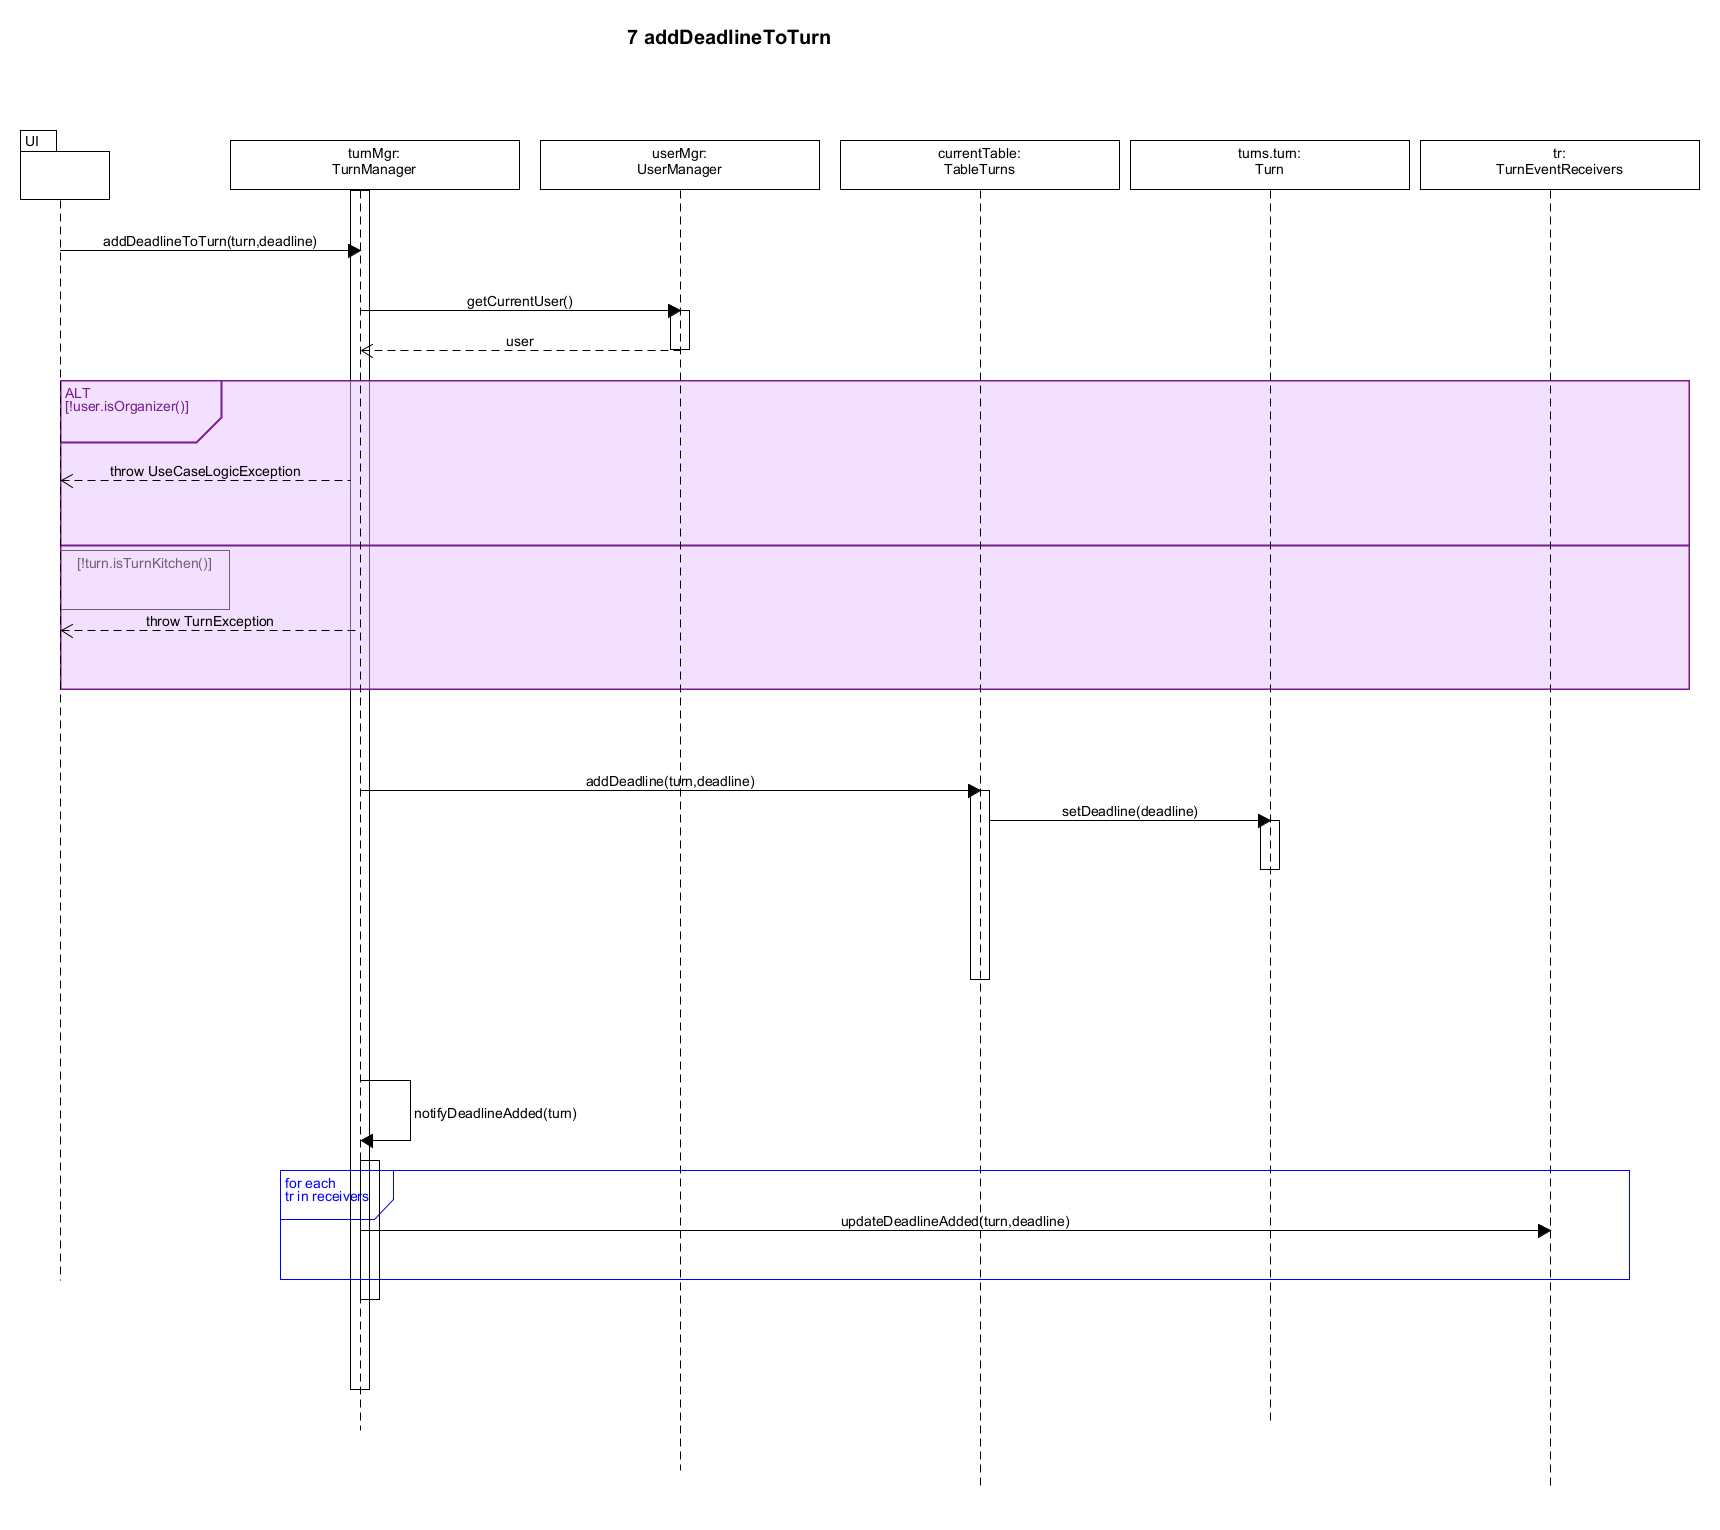 7 addDeadlineToTurn
UI
turnMgr:
TurnManager
userMgr:
UserManager
currentTable:
TableTurns
turns.turn:
Turn
tr:
TurnEventReceivers
addDeadlineToTurn(turn,deadline)
getCurrentUser()
user
ALT
[!user.isOrganizer()]
throw UseCaseLogicException
[!turn.isTurnKitchen()]
throw TurnException
addDeadline(turn,deadline)
setDeadline(deadline)
notifyDeadlineAdded(turn)
for each
tr in receivers
updateDeadlineAdded(turn,deadline)